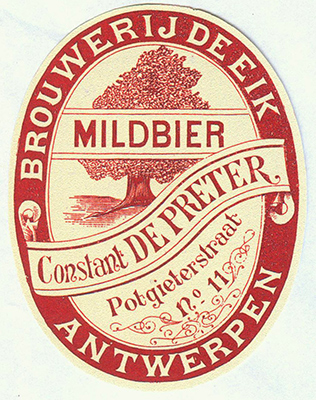 BROUWERIJ DE EIK
MILDBIER
Constant DE PRETER
Potgieterstraat
No 11
ANTWERPEN